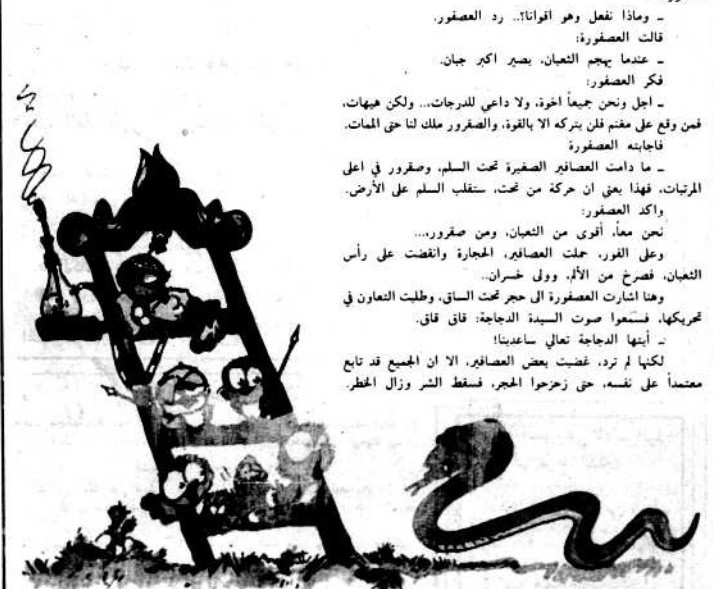 ـ وماذا نفعل وهو اقوانا؟.. رد العصفور.
قالت العصفورة:
ـ عندما يهجم الثعبان، يصير اكبر جبان.
فكر العصفور:
ـ اجل ونحن جميعاً اخوة، ولا داعي للدرجات... ولكن هيهات،
فمن وقع على مغنم فلن يتركه الا بالقوة، والصقرور ملك لنا حتى الممات.
فاجابته العصفورة
ـ ما دامت العصافير الصغيرة تحت السلم، وصقرور في اعلى
المرتبات، فهذا يعني ان حركة من تحت، ستقلب السلم على الأرض.
واكد العصفور:
نحن معاً، أقوى من الثعبان، ومن صقرور...
وعلى الفور، حملت العصافير، الحجارة وانقضت على رأس
الثعبان، فصرخ من الألم، وولى خسران..
وهنا اشارت العصفورة الى حجر تحت الساق، وطلبت التعاون في
تحريكها، فسمعوا صوت السيدة الدجاجة: قاق قاق.
ـ أيتها الدجاجة تعالي ساعدينا!
لكنها لم ترد، غضبت بعض العصافير، الا ان الجميع قد تابع
معتمداً على نفسه، حتى زحزحوا الحجر، فسقط الشر وزال الخطر.